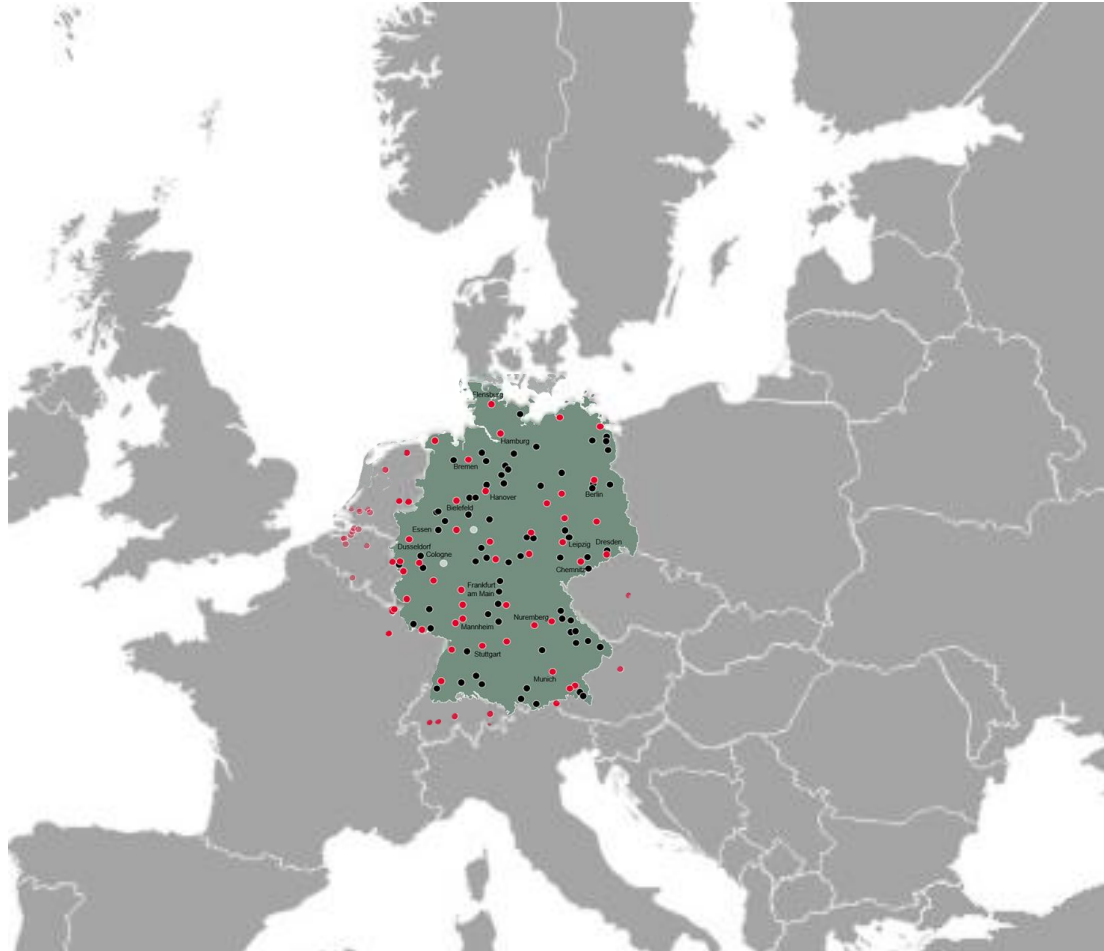 Flensburg
Hamburg
Bremen
Hanover
Berlin
Bielefeld
Essen
Dusseldorf
Cologne
Leipzig
Dresden
Chemnitz
Frankfurt
am Main
Nuremberg
Mannheim
Stuttgart
Munich